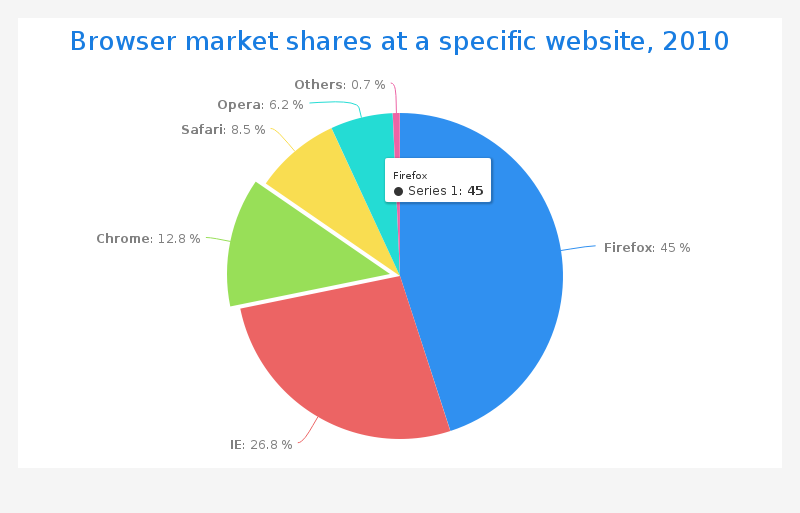 Browser market shares at a specific website, 2010
Others: 0.7 %
Opera: 6.2 %
Safari: 8.5 %
Firefox
● Series 1: 45
Chrome: 12.8 %
Firefox: 45 %
IE: 26.8 %